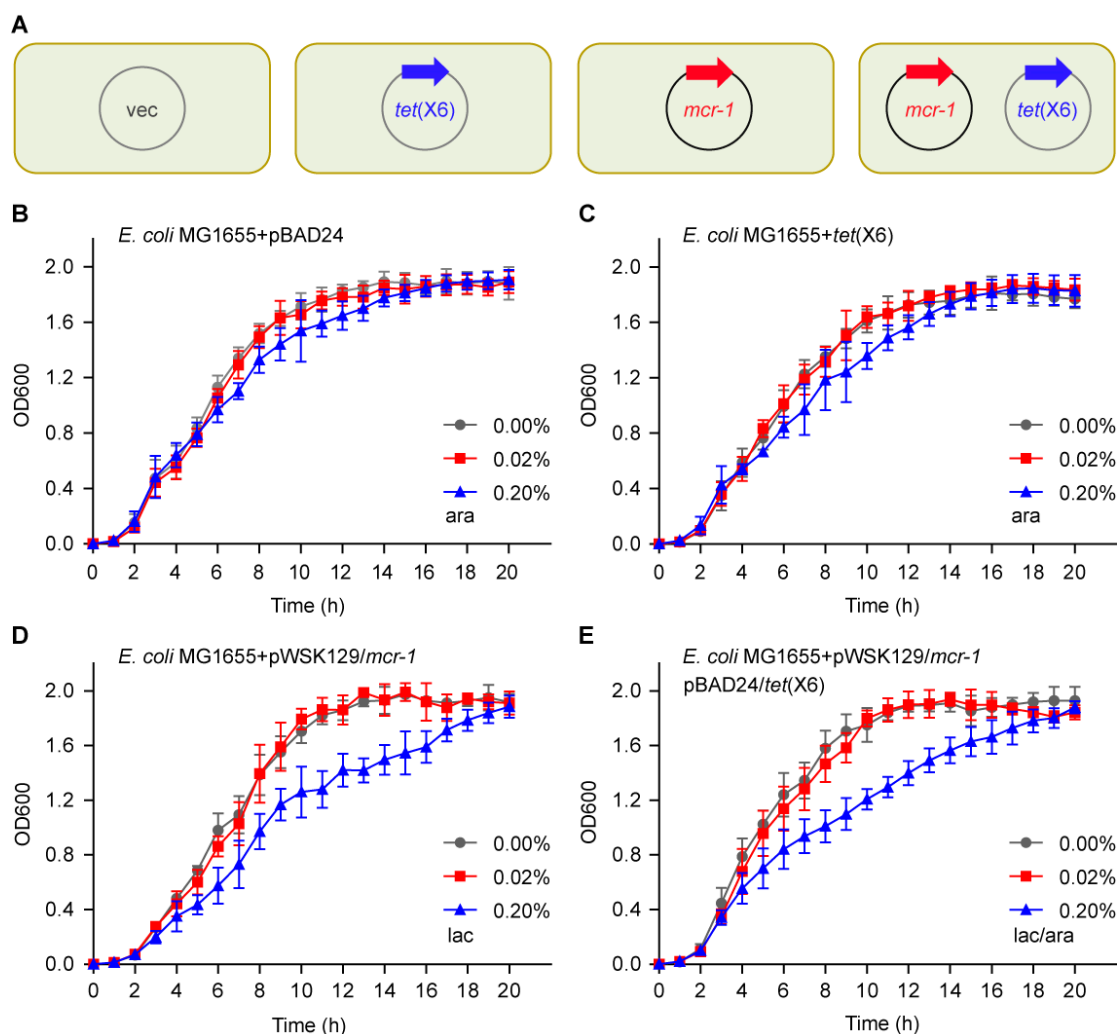 A
vec
tet(X6)
mcr-1
mcr-1
tet(X6)
B
E. coli MG1655+pBAD24
2.0
1.6
1.2
0.8
0.4
0.0
OD600
0.00%
0.02%
0.20%
ara
0 2 4 6 8 10 12 14 16 18 20
Time (h)
C
E. coli MG1655+tet(X6)
2.0
1.6
1.2
0.8
0.4
0.0
OD600
0.00%
0.02%
0.20%
ara
0 2 4 6 8 10 12 14 16 18 20
Time (h)
D
E. coli MG1655+pWSK129/mcr-1
2.0
1.6
1.2
0.8
0.4
0.0
OD600
0.00%
0.02%
0.20%
lac
0 2 4 6 8 10 12 14 16 18 20
Time (h)
E
E. coli MG1655+pWSK129/mcr-1
pBAD24/tet(X6)
2.0
1.6
1.2
0.8
0.4
0.0
OD600
0.00%
0.02%
0.20%
lac/ara
0 2 4 6 8 10 12 14 16 18 20
Time (h)